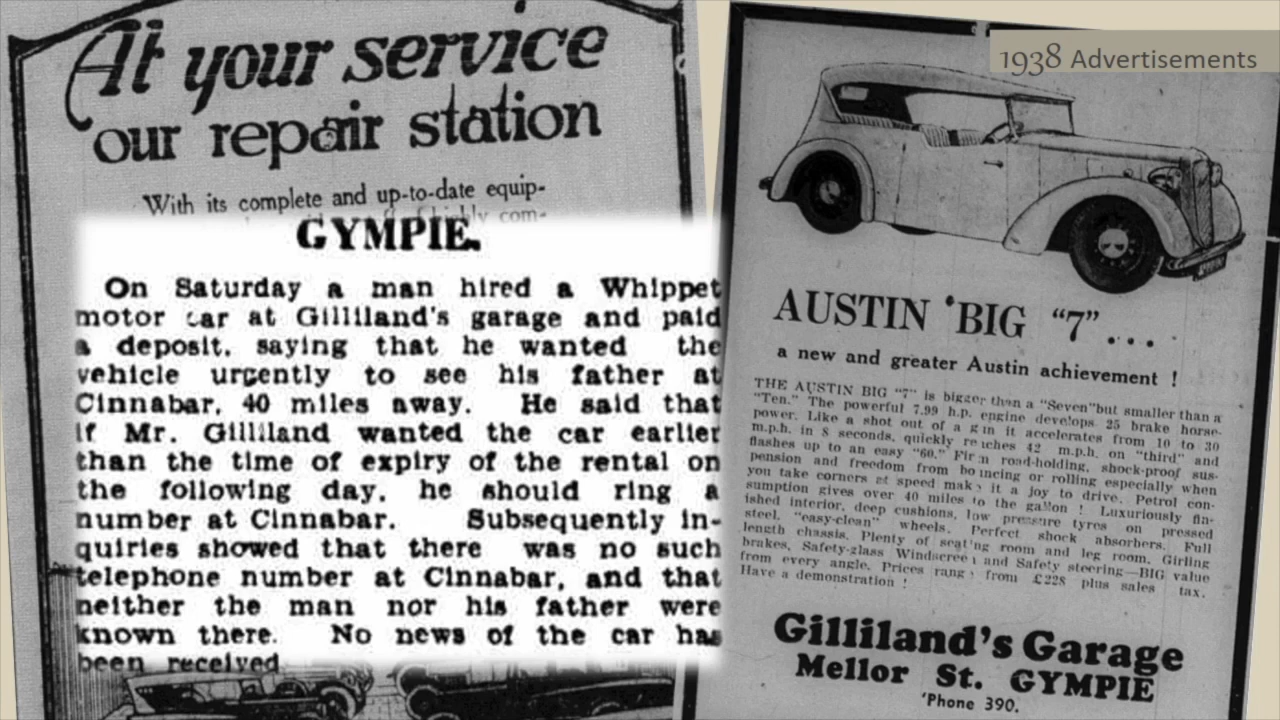 At your service
our repair station
With its complete and up-to-date equip-
GYMPIE.
On Saturday a man hired a Whippet
motor car at Gilliland's garage and paid
a deposit, saying that he wanted the
vehicle urgently to see his father at
Cinnabar, 40 miles away. He said that
if Mr. Gilliland wanted the car earlier
than the time of expiry of the rental on
the following day, he should ring a
number at Cinnabar. Subsequently in-
quiries showed that there was no such
telephone number at Cinnabar, and that
neither the man nor his father were
known there. No news of the car has
been received
1938 Advertisements
AUSTIN 'BIG "7"...
a new and greater Austin achievement !
THE AUSTIN BIG "7" is bigger than a "Seven" but smaller than a
"Ten." The powerful 7.99 h.p. engine develops 25 brake horse-
power. Like a shot out of a gun it accelerates from 10 to 30
m.p.h. in 8 seconds, quickly reaches 42 m.p.h. on "third" and
flashes up to an easy "60." Firm road-holding, shock-proof sus-
pension and freedom from bouncing or rolling especially when
you take corners at speed makes it a joy to drive. Petrol con-
sumption gives over 40 miles to the gallon ! Luxuriously fin-
ished interior, deep cushions, low pressure tyres on pressed
steel, "easy-clean" wheels. Perfect shock absorbers. Full
length chassis. Plenty of seating room and leg room. Girling
brakes, Safety-glass Windscreen and Safety steering—BIG value
from every angle. Prices range from £228 plus sales tax.
Have a demonstration !
Gilliland's Garage
Mellor St. GYMPIE
'Phone 390.